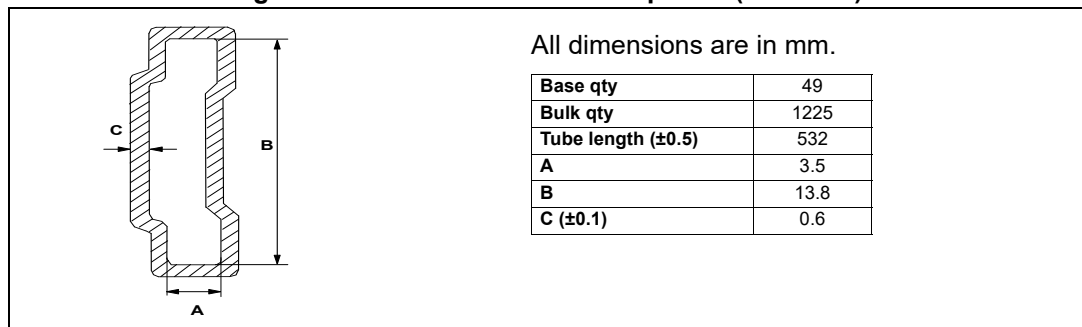 All dimensions are in mm.
Base qty 49
Bulk qty 1225
Tube length (±0.5) 532
A 3.5
B 13.8
C (±0.1) 0.6
C
B
A